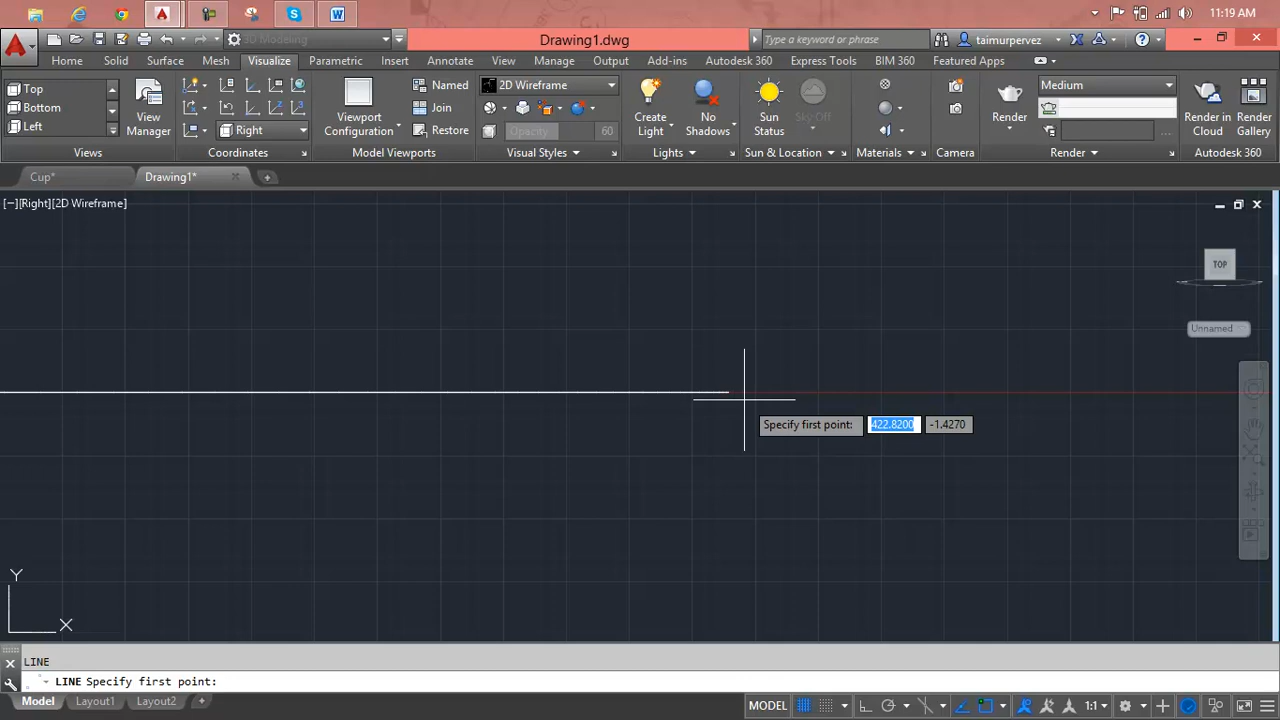 11:19 AM
3D Modeling
Drawing1.dwg
Type a keyword or phrase
taimurpervez
Home Solid Surface Mesh Visualize Parametric Insert Annotate View Manage Output Add-ins Autodesk 360 Express Tools BIM 360 Featured Apps
Top
Bottom
Left
View
Manager
Right
Viewport
Configuration
Named
Join
Restore
2D Wireframe
Opacity 60
Create
Light
No
Shadows
Sun
Status
Sky Off
Render
Medium
Render in
Cloud
Render
Gallery
Views Coordinates Model Viewports Visual Styles Lights Sun & Location Materials Camera Render Autodesk 360
Cup* Drawing1*
[−][Right][2D Wireframe]
TOP
Unnamed
Specify first point: 422.8200 -1.4270
Y
X
LINE
LINE Specify first point:
Model Layout1 Layout2 +
MODEL 1:1